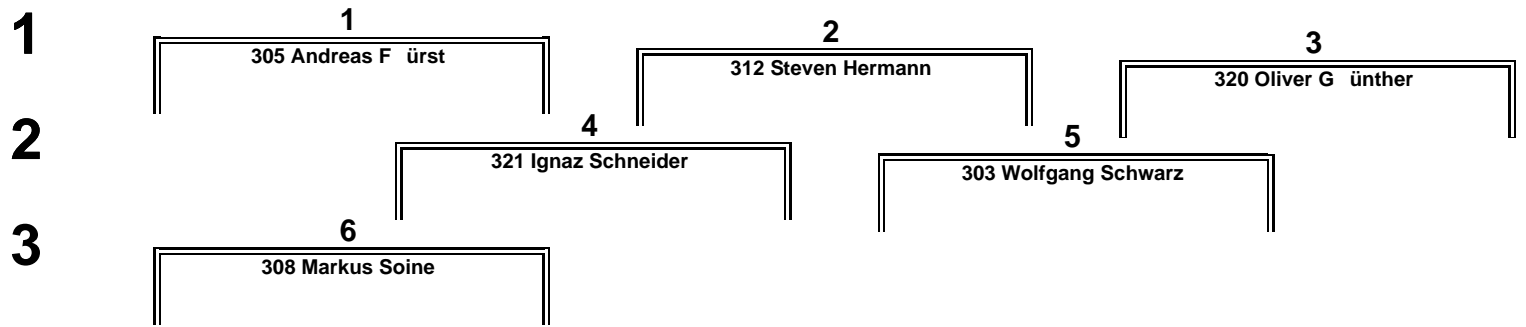 1
1
305 Andreas F ürst
2
312 Steven Hermann
3
320 Oliver G ünther
2
4
321 Ignaz Schneider
5
303 Wolfgang Schwarz
3
6
308 Markus Soine